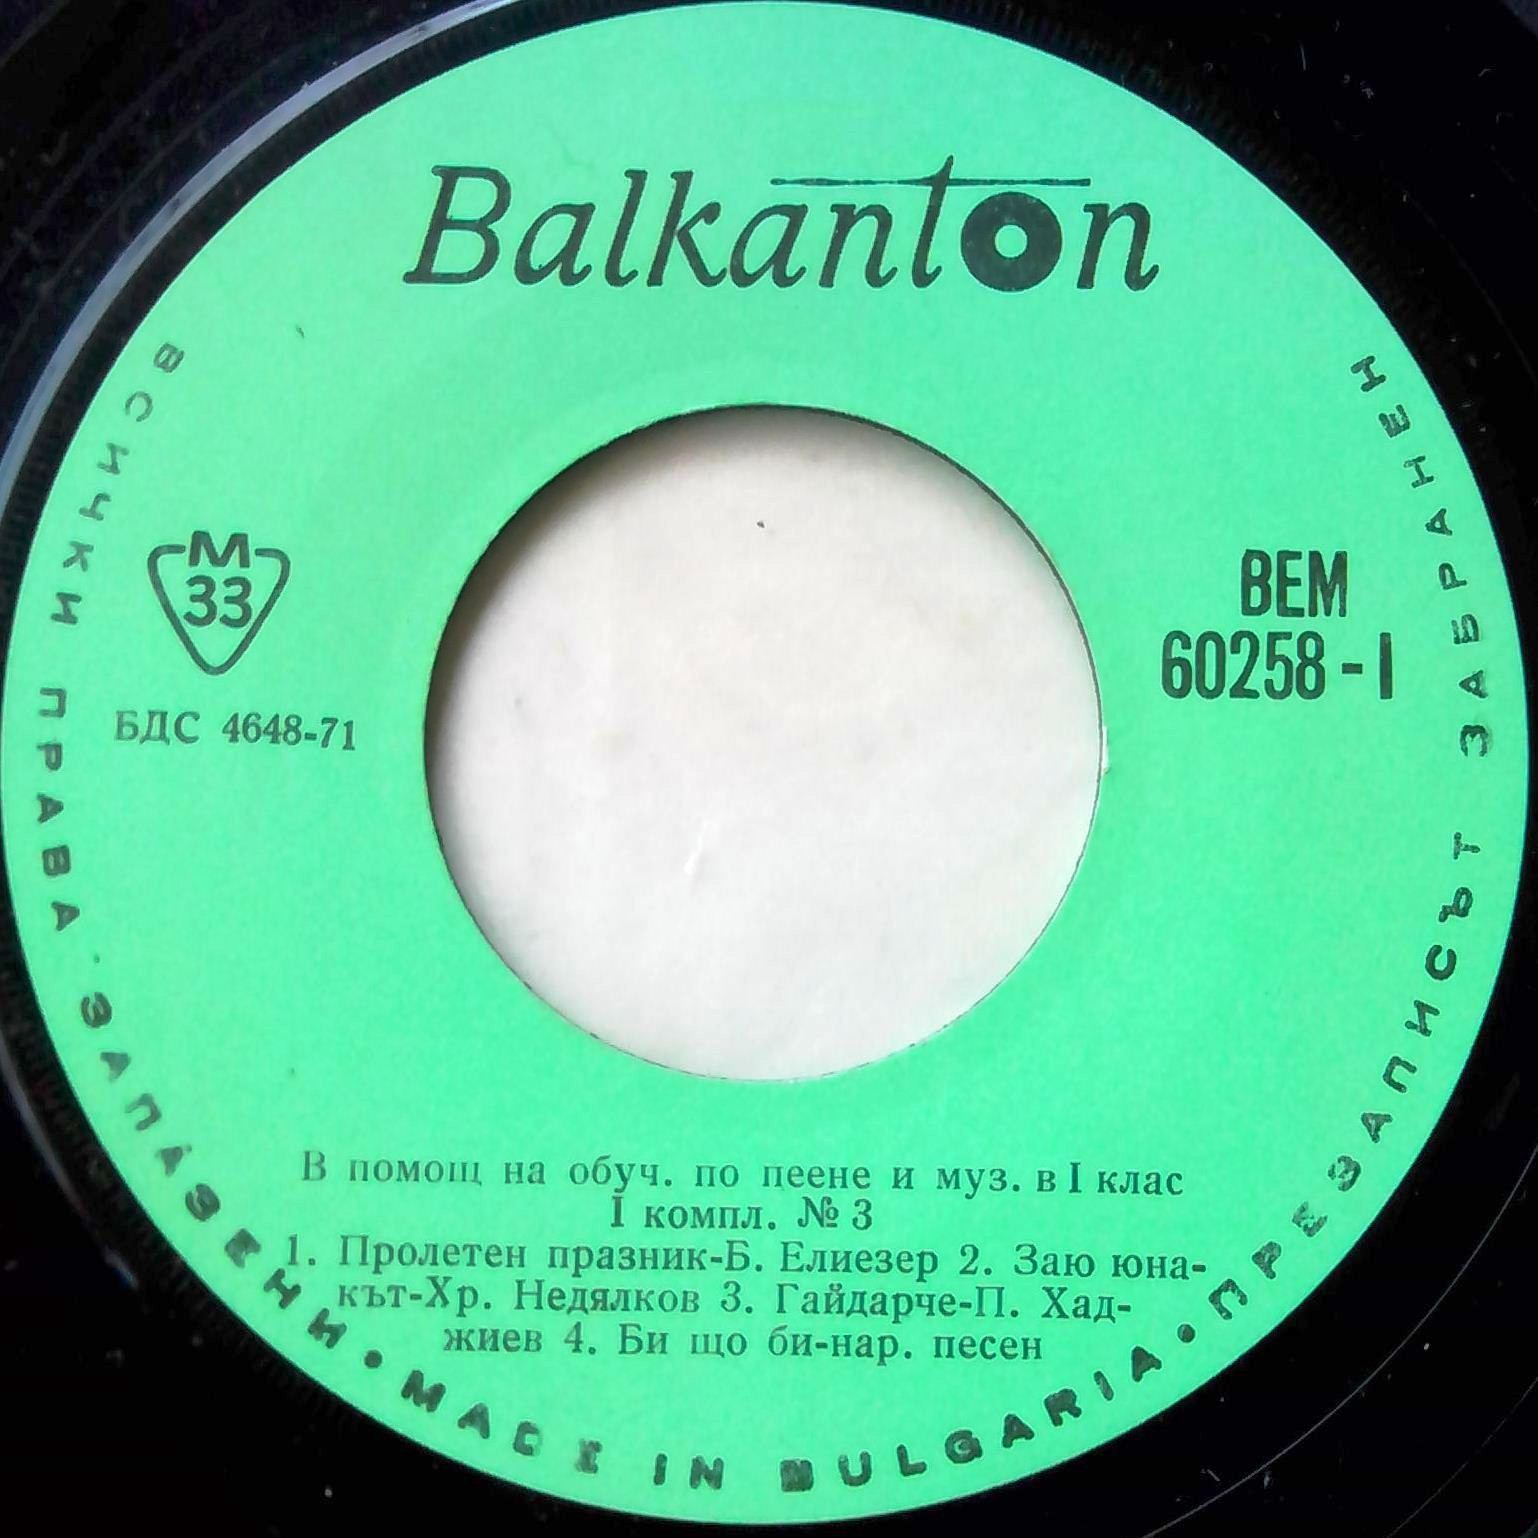 Balkanton
М
33
БДС 4648-71
ВЕМ
60258-I
В помощ на обуч. по пеене и муз. в I клас
I компл. № 3
1. Пролетен празник-Б. Елиезер 2. Заю юна-
кът-Хр. Недялков 3. Гайдарче-П. Хад-
жиев 4. Би що би-нар. песен
ВСИЧКИ ПРАВА ЗАПАЗЕНИ • MADE IN BULGARIA • ПРЕЗАПИСЪТ ЗАБРАНЕН